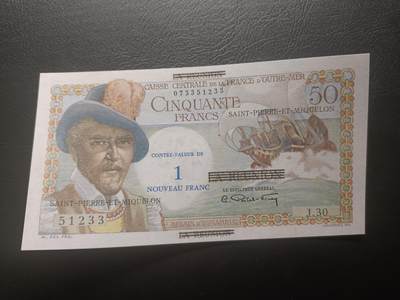 LA RÉUNION
CAISSE CENTRALE DE LA FRANCE D'OUTRE-MER
073351233
CINQUANTE
FRANCS
50
SAINT-PIERRE-ET-MIQUELON
CONTRE-VALEUR DE
1
NOUVEAU FRANC
LA RÉUNION
LE DIRECTEUR GÉNÉRAL
SAINT-PIERRE-ET-MIQUELON
51233
J.30
LA RÉUNION